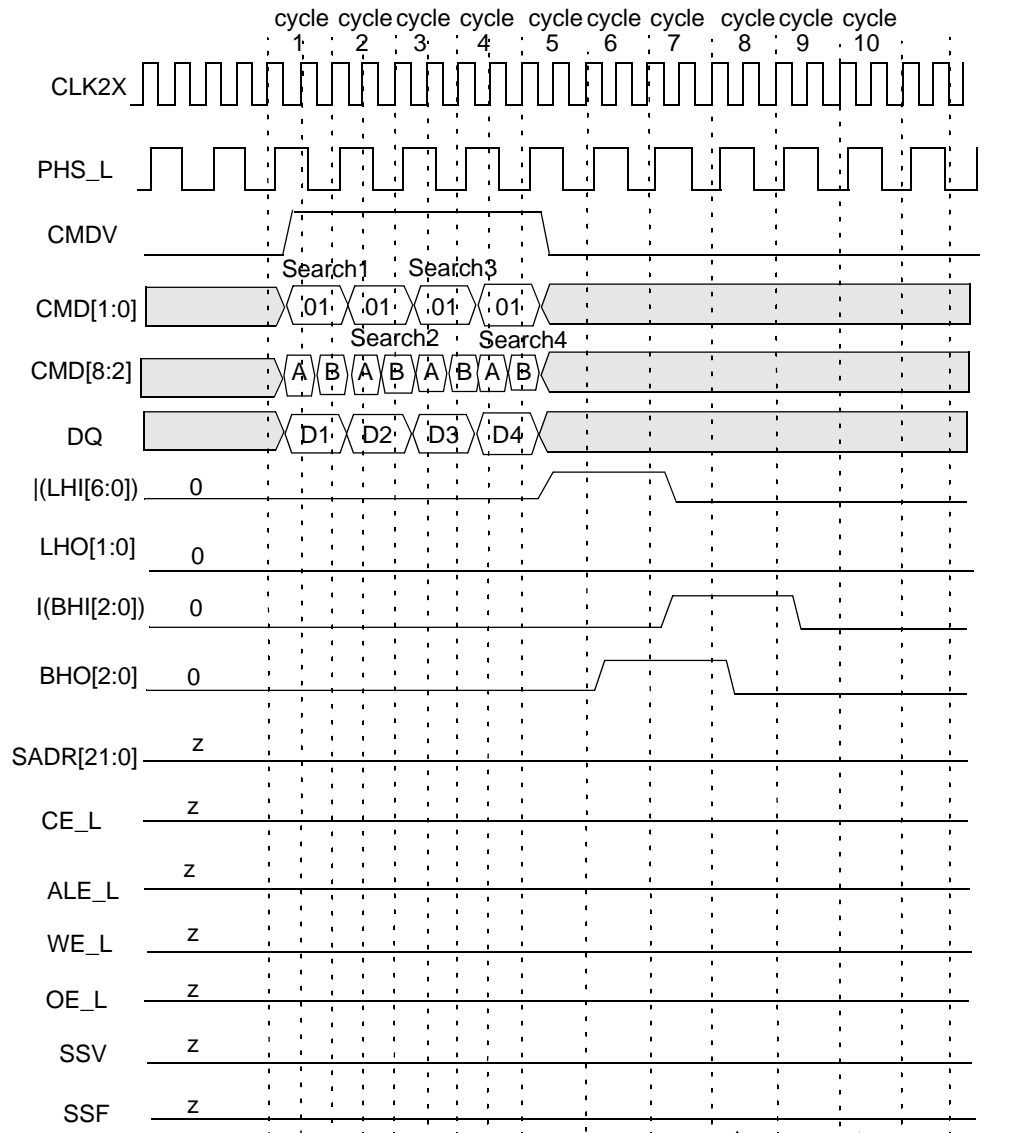 cycle cycle cycle cycle cycle cycle cycle cycle cycle cycle
1 2 3 4 5 6 7 8 9 10
CLK2X
PHS_L
CMDV
Search1 Search3
CMD[1:0] 01 01 01 01
Search2 Search4
CMD[8:2] A B A B A B A B
DQ D1 D2 D3 D4
|(LHI[6:0]) 0
LHO[1:0] 0
I(BHI[2:0]) 0
BHO[2:0] 0
SADR[21:0] z
CE_L z
ALE_L z
WE_L z
OE_L z
SSV z
SSF z